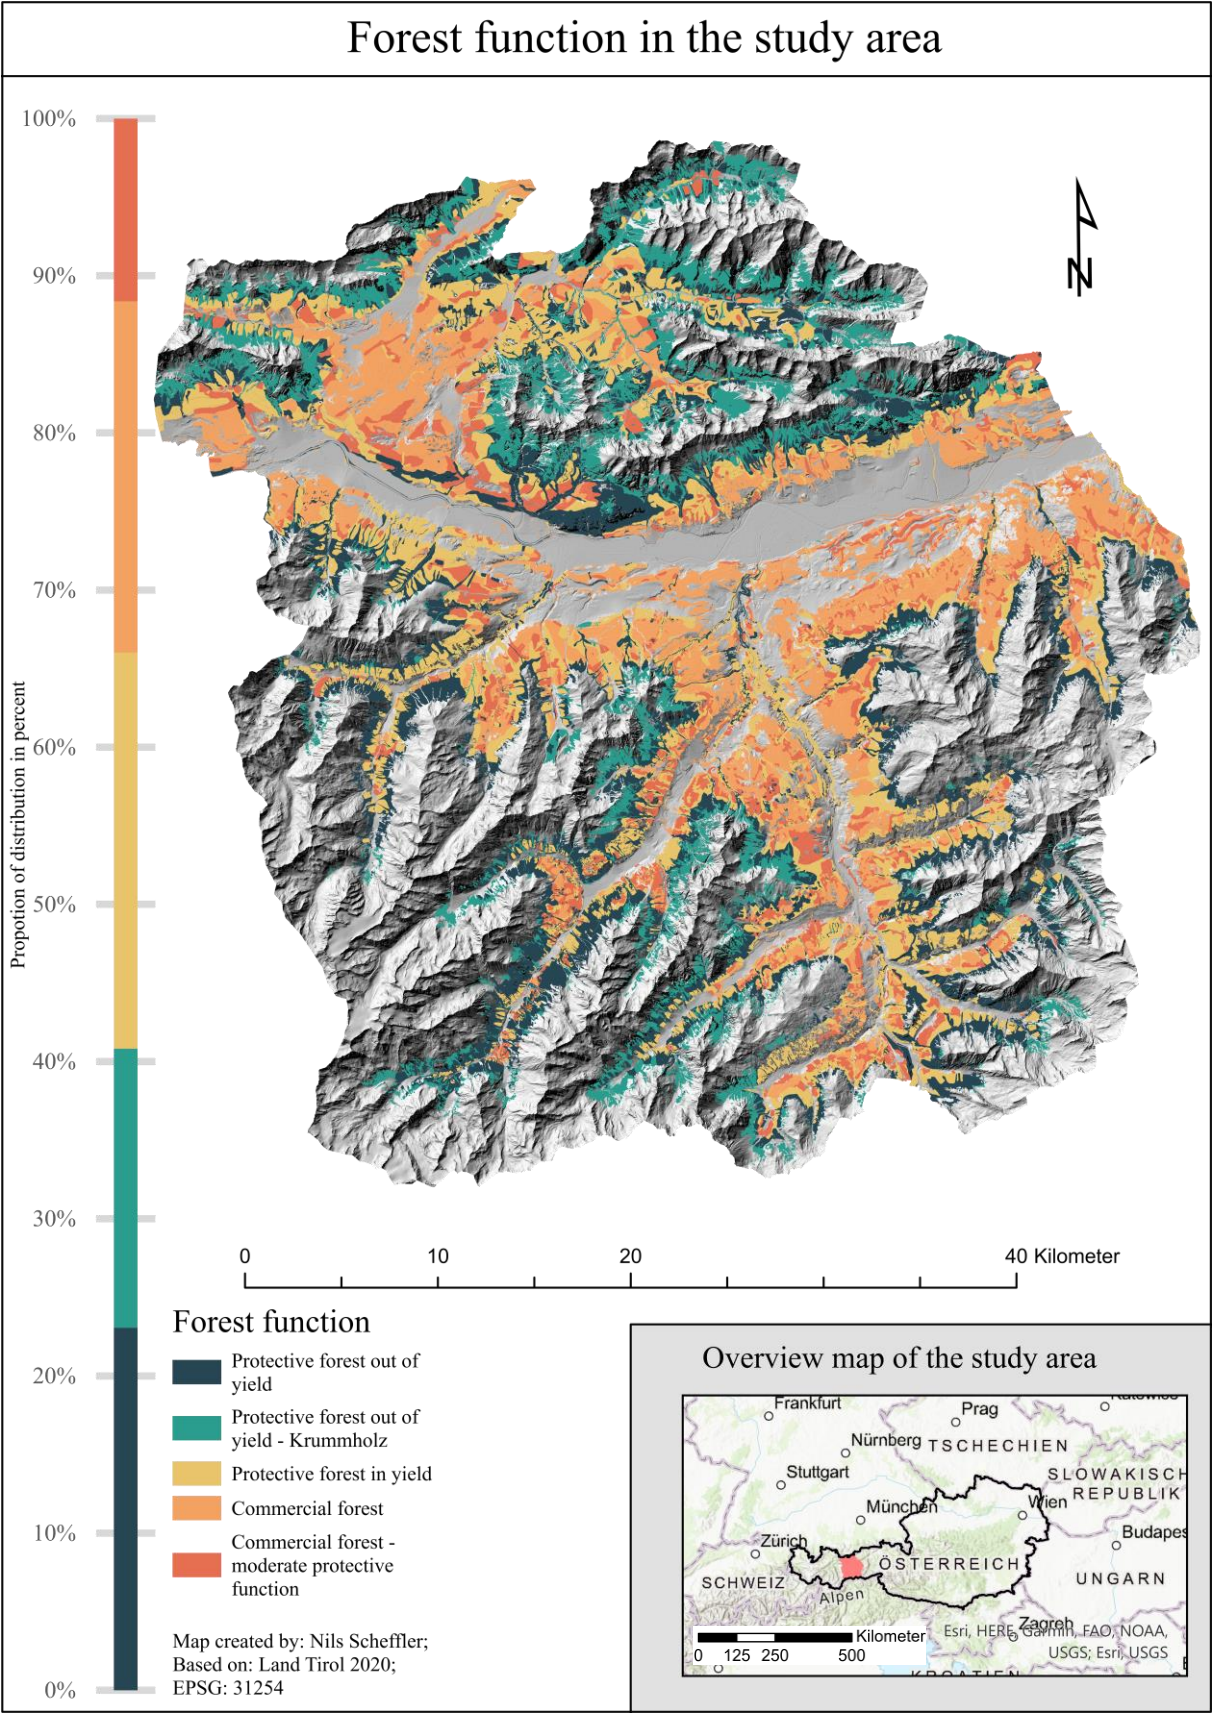 Forest function in the study area
100%
90%
80%
70%
60%
50%
40%
30%
20%
10%
0%
Propotion of distribution in percent
N
0 10 20 40 Kilometer
Forest function
Protective forest out of
yield
Protective forest out of
yield - Krummholz
Protective forest in yield
Commercial forest
Commercial forest -
moderate protective
function
Map created by: Nils Scheffler;
Based on: Land Tirol 2020;
EPSG: 31254
Overview map of the study area
Frankfurt
Prag
Katowice
Nürnberg
TSCHECHIEN
Stuttgart
SLOWAKISCH
REPUBLIK
München
Wien
Zürich
Budapes
ÖSTERREICH
SCHWEIZ
UNGARN
Alpen
Zagreb
Kilometer
0 125 250 500
Esri, HERE, Garmin, FAO, NOAA,
USGS; Esri, USGS
KROATIEN